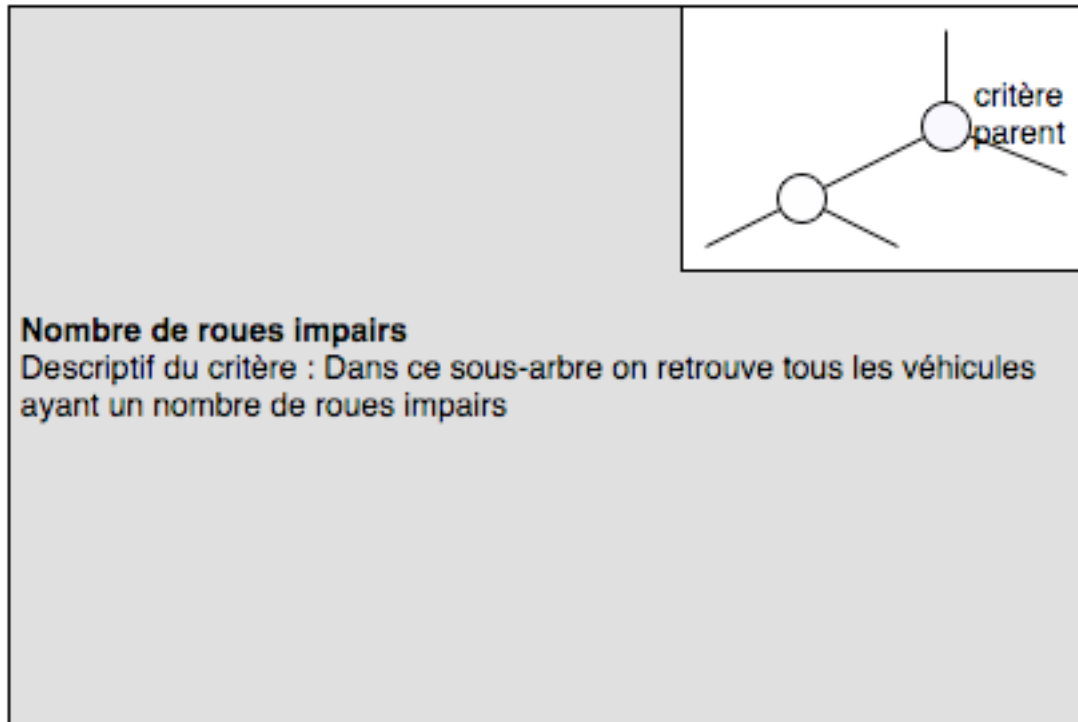 critère
parent
Nombre de roues impairs
Descriptif du critère : Dans ce sous-arbre on retrouve tous les véhicules
ayant un nombre de roues impairs